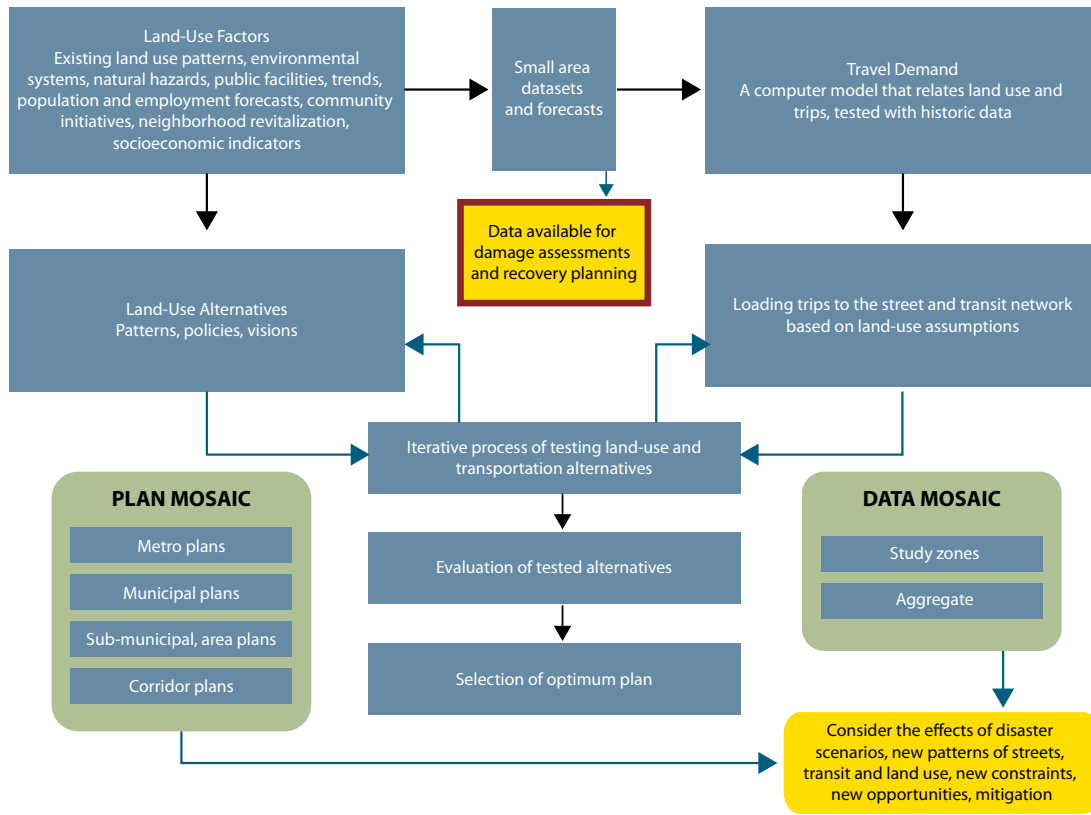 Land-Use Factors
Existing land use patterns, environmental
systems, natural hazards, public facilities, trends,
population and employment forecasts, community
initiatives, neighborhood revitalization,
socioeconomic indicators
Small area
datasets
and forecasts
Travel Demand
A computer model that relates land use and
trips, tested with historic data
Data available for
damage assessments
and recovery planning
Land-Use Alternatives
Patterns, policies, visions
Loading trips to the street and transit network
based on land-use assumptions
Iterative process of testing land-use and
transportation alternatives
PLAN MOSAIC
Metro plans
Municipal plans
Sub-municipal, area plans
Corridor plans
Evaluation of tested alternatives
Selection of optimum plan
DATA MOSAIC
Study zones
Aggregate
Consider the effects of disaster
scenarios, new patterns of streets,
transit and land use, new constraints,
new opportunities, mitigation